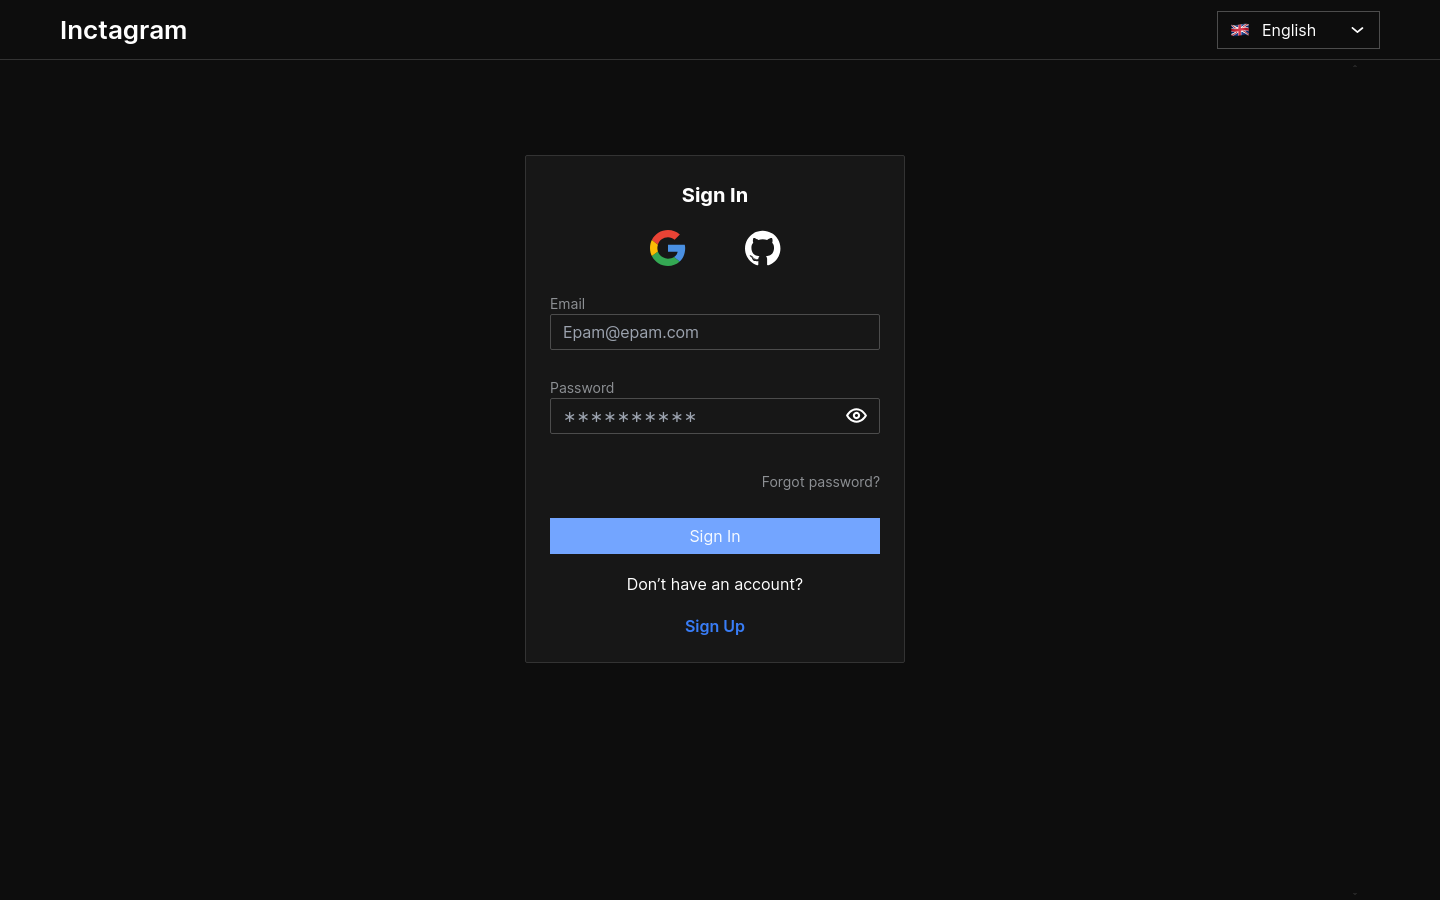 Inctagram
English
Sign In
Email
Epam@epam.com
Password
**********
Forgot password?
Sign In
Don’t have an account?
Sign Up